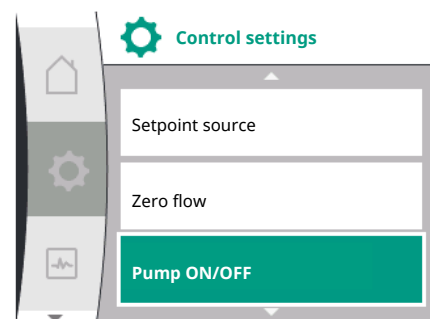 Control settings
Setpoint source
Zero flow
Pump ON/OFF